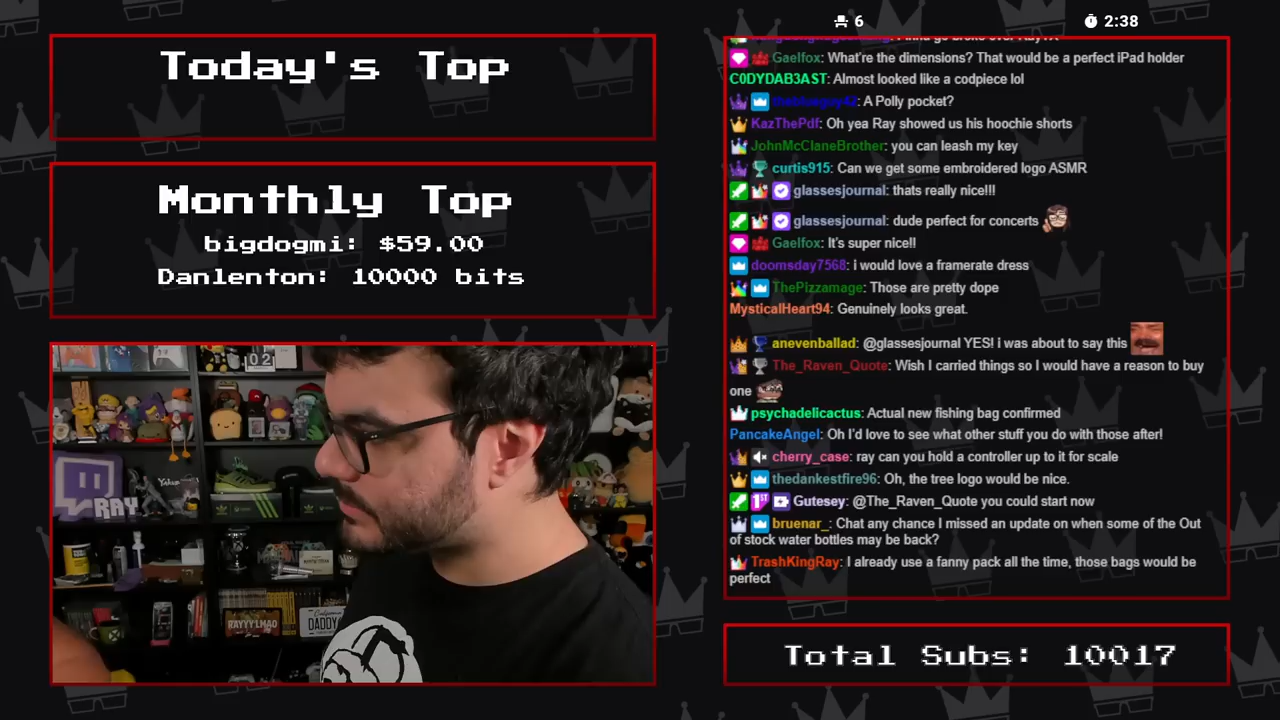 6
2:38
Today's Top
Monthly Top
bigdogmi: $59.00
Danlenton: 10000 bits
Gaelfox: What're the dimensions? That would be a perfect iPad holder
C0DYDAB3AST: Almost looked like a codpiece lol
: A Polly pocket?
KazThePdf: Oh yea Ray showed us his hoochie shorts
JohnMcClaneBrother: you can leash my key
curtis915: Can we get some embroidered logo ASMR
glassesjournal: thats really nice!!!
glassesjournal: dude perfect for concerts
Gaelfox: It's super nice!!
doomsday7568: i would love a framerate dress
ThePizzamage: Those are pretty dope
MysticalHeart94: Genuinely looks great.
anevenballad: @glassesjournal YES! i was about to say this
The_Raven_Quote: Wish I carried things so I would have a reason to buy
one
psychadelicactus: Actual new fishing bag confirmed
PancakeAngel: Oh I'd love to see what other stuff you do with those after!
cherry_case: ray can you hold a controller up to it for scale
thedankestfire96: Oh, the tree logo would be nice.
1ST Gutesey: @The_Raven_Quote you could start now
bruenar_: Chat any chance I missed an update on when some of the Out
of stock water bottles may be back?
TrashKingRay: I already use a fanny pack all the time, those bags would be
perfect
Total Subs: 10017
02
RAY
RAYYY LMAO
DADDY